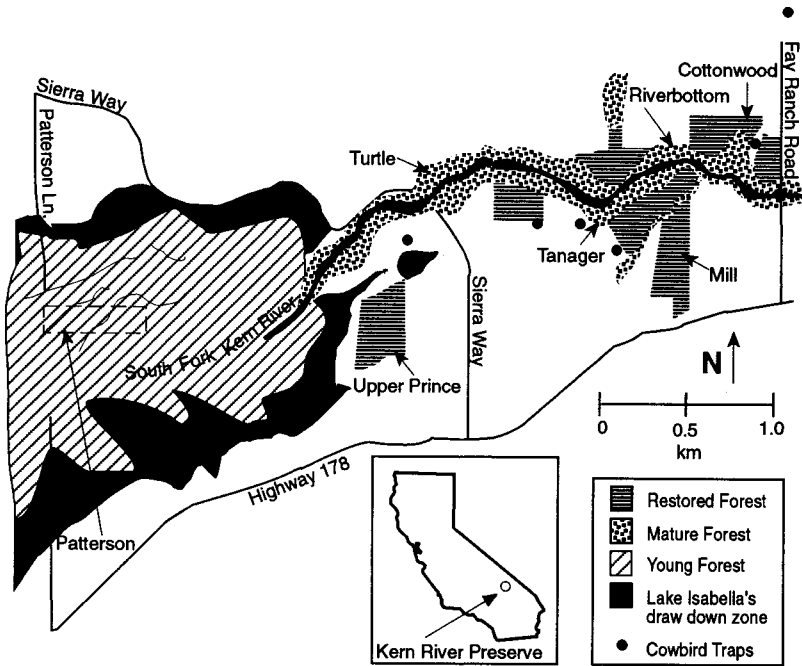 Fay Ranch Road
Cottonwood
Riverbottom
Sierra Way
Patterson Ln.
Turtle
Tanager
Mill
South Fork Kern River
Sierra Way
Upper Prince
N
0 0.5 1.0
km
Highway 178
Patterson
Kern River Preserve
Restored Forest
Mature Forest
Young Forest
Lake Isabella's
draw down zone
Cowbird Traps